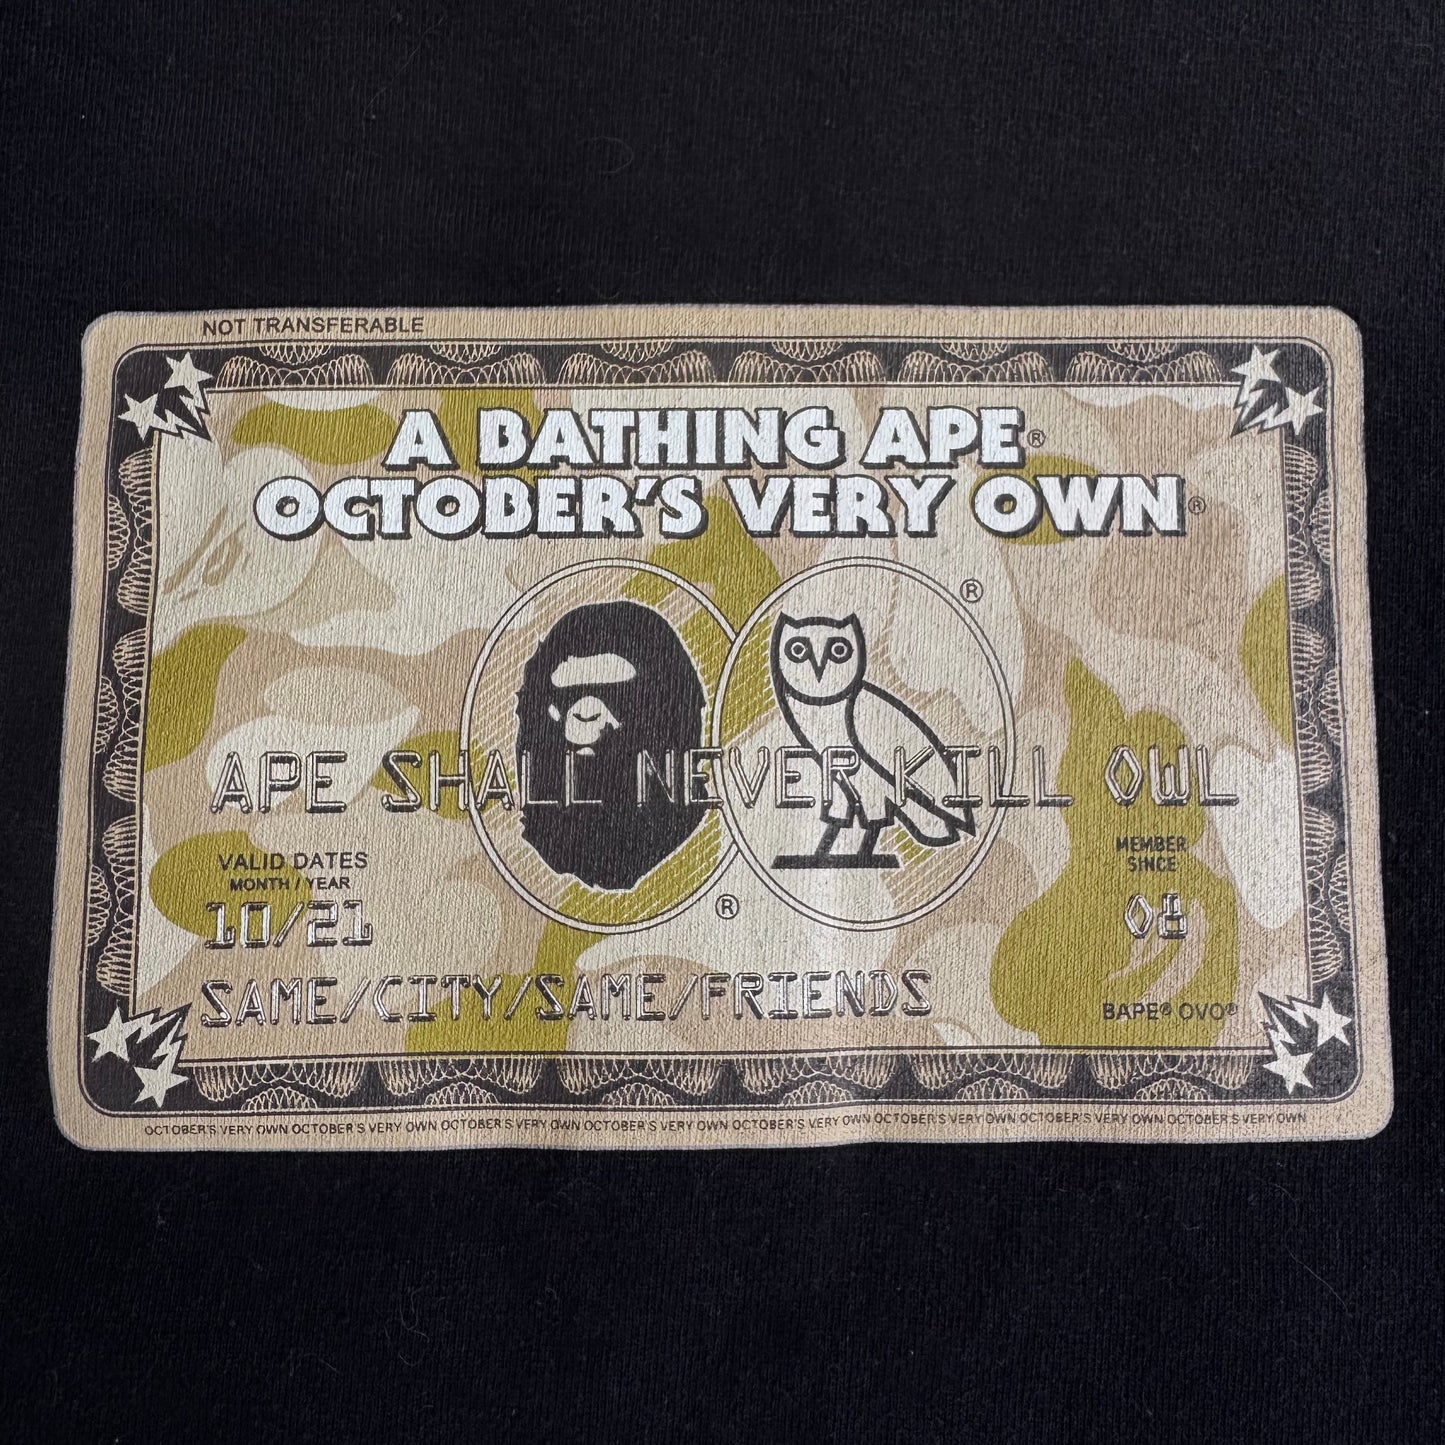 NOT TRANSFERABLE
A BATHING APE®
OCTOBER'S VERY OWN®
®
APE SHALL NEVER KILL OWL
VALID DATES
MONTH / YEAR
10/21
®
MEMBER
SINCE
08
SAME/CITY/SAME/FRIENDS
BAPE® OVO®
OCTOBER'S VERY OWN OCTOBER'S VERY OWN OCTOBER'S VERY OWN OCTOBER'S VERY OWN OCTOBER'S VERY OWN OCTOBER'S VERY OWN OCTOBER'S VERY OWN OCTOBER'S VERY OWN